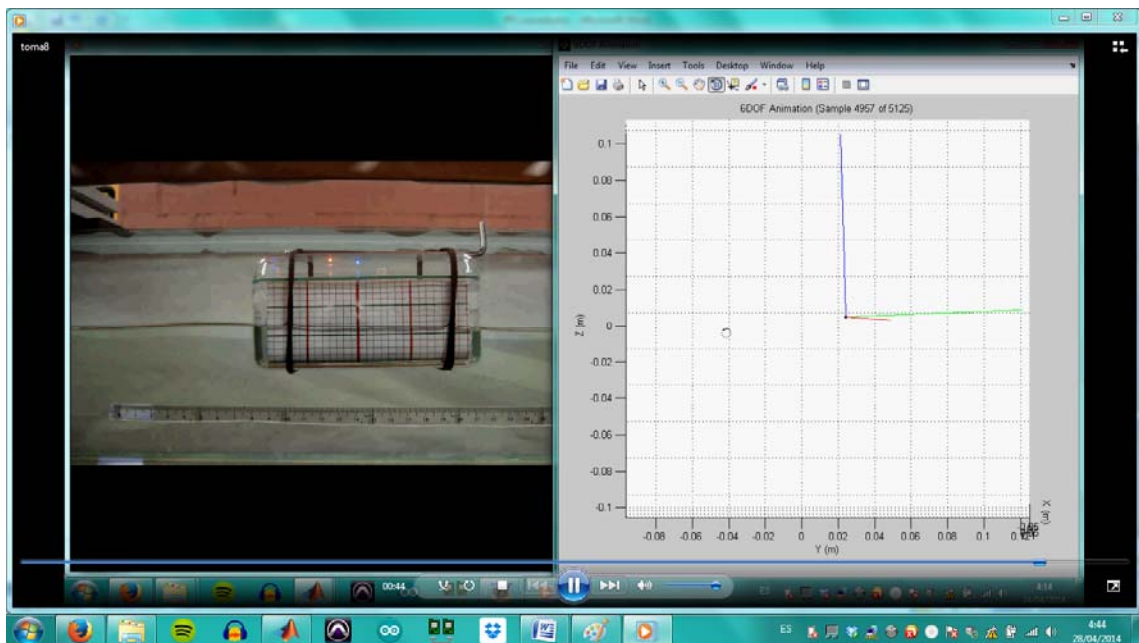 toma8
File Edit View Insert Tools Desktop Window Help
6DOF Animation (Sample 4957 of 5125)
0.1
0.08
0.06
0.04
0.02
0
-0.02
-0.04
-0.06
-0.08
-0.1
Z (m)
-0.08 -0.06 -0.04 -0.02 0 0.02 0.04 0.06 0.08 0.1
Y (m)
X (m)
00:44
ES
4:14
ES
4:44
28/04/2014